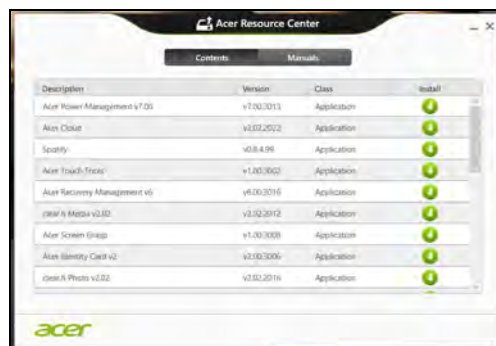 Acer Resource Center
Contents Manuals
Description Version Class Install
Acer Power Management v7.00 v7.00.3013 Application
Acer Cloud v2.02.2022 Application
Spotify v0.8.4.99 Application
Acer Touch Tools v1.00.3002 Application
Acer Recovery Management v6 v6.00.3016 Application
clear.fi Media v2.02 v2.02.2012 Application
Acer Screen Grasp v1.00.3008 Application
Acer Identity Card v2 v2.00.3006 Application
clear.fi Photo v2.02 v2.02.2016 Application
acer